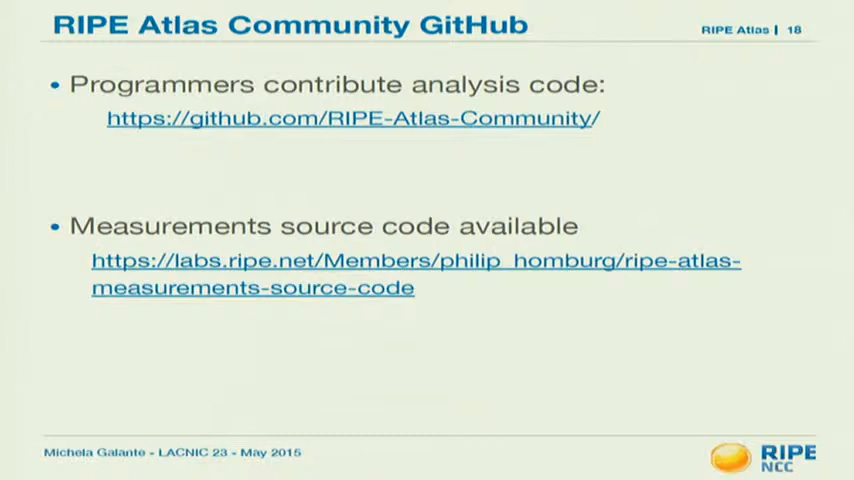 RIPE Atlas Community GitHub
RIPE Atlas | 18
• Programmers contribute analysis code:
https://github.com/RIPE-Atlas-Community/
• Measurements source code available
https://labs.ripe.net/Members/philip_homburg/ripe-atlas-
measurements-source-code
Michela Galante - LACNIC 23 - May 2015
RIPE
NCC